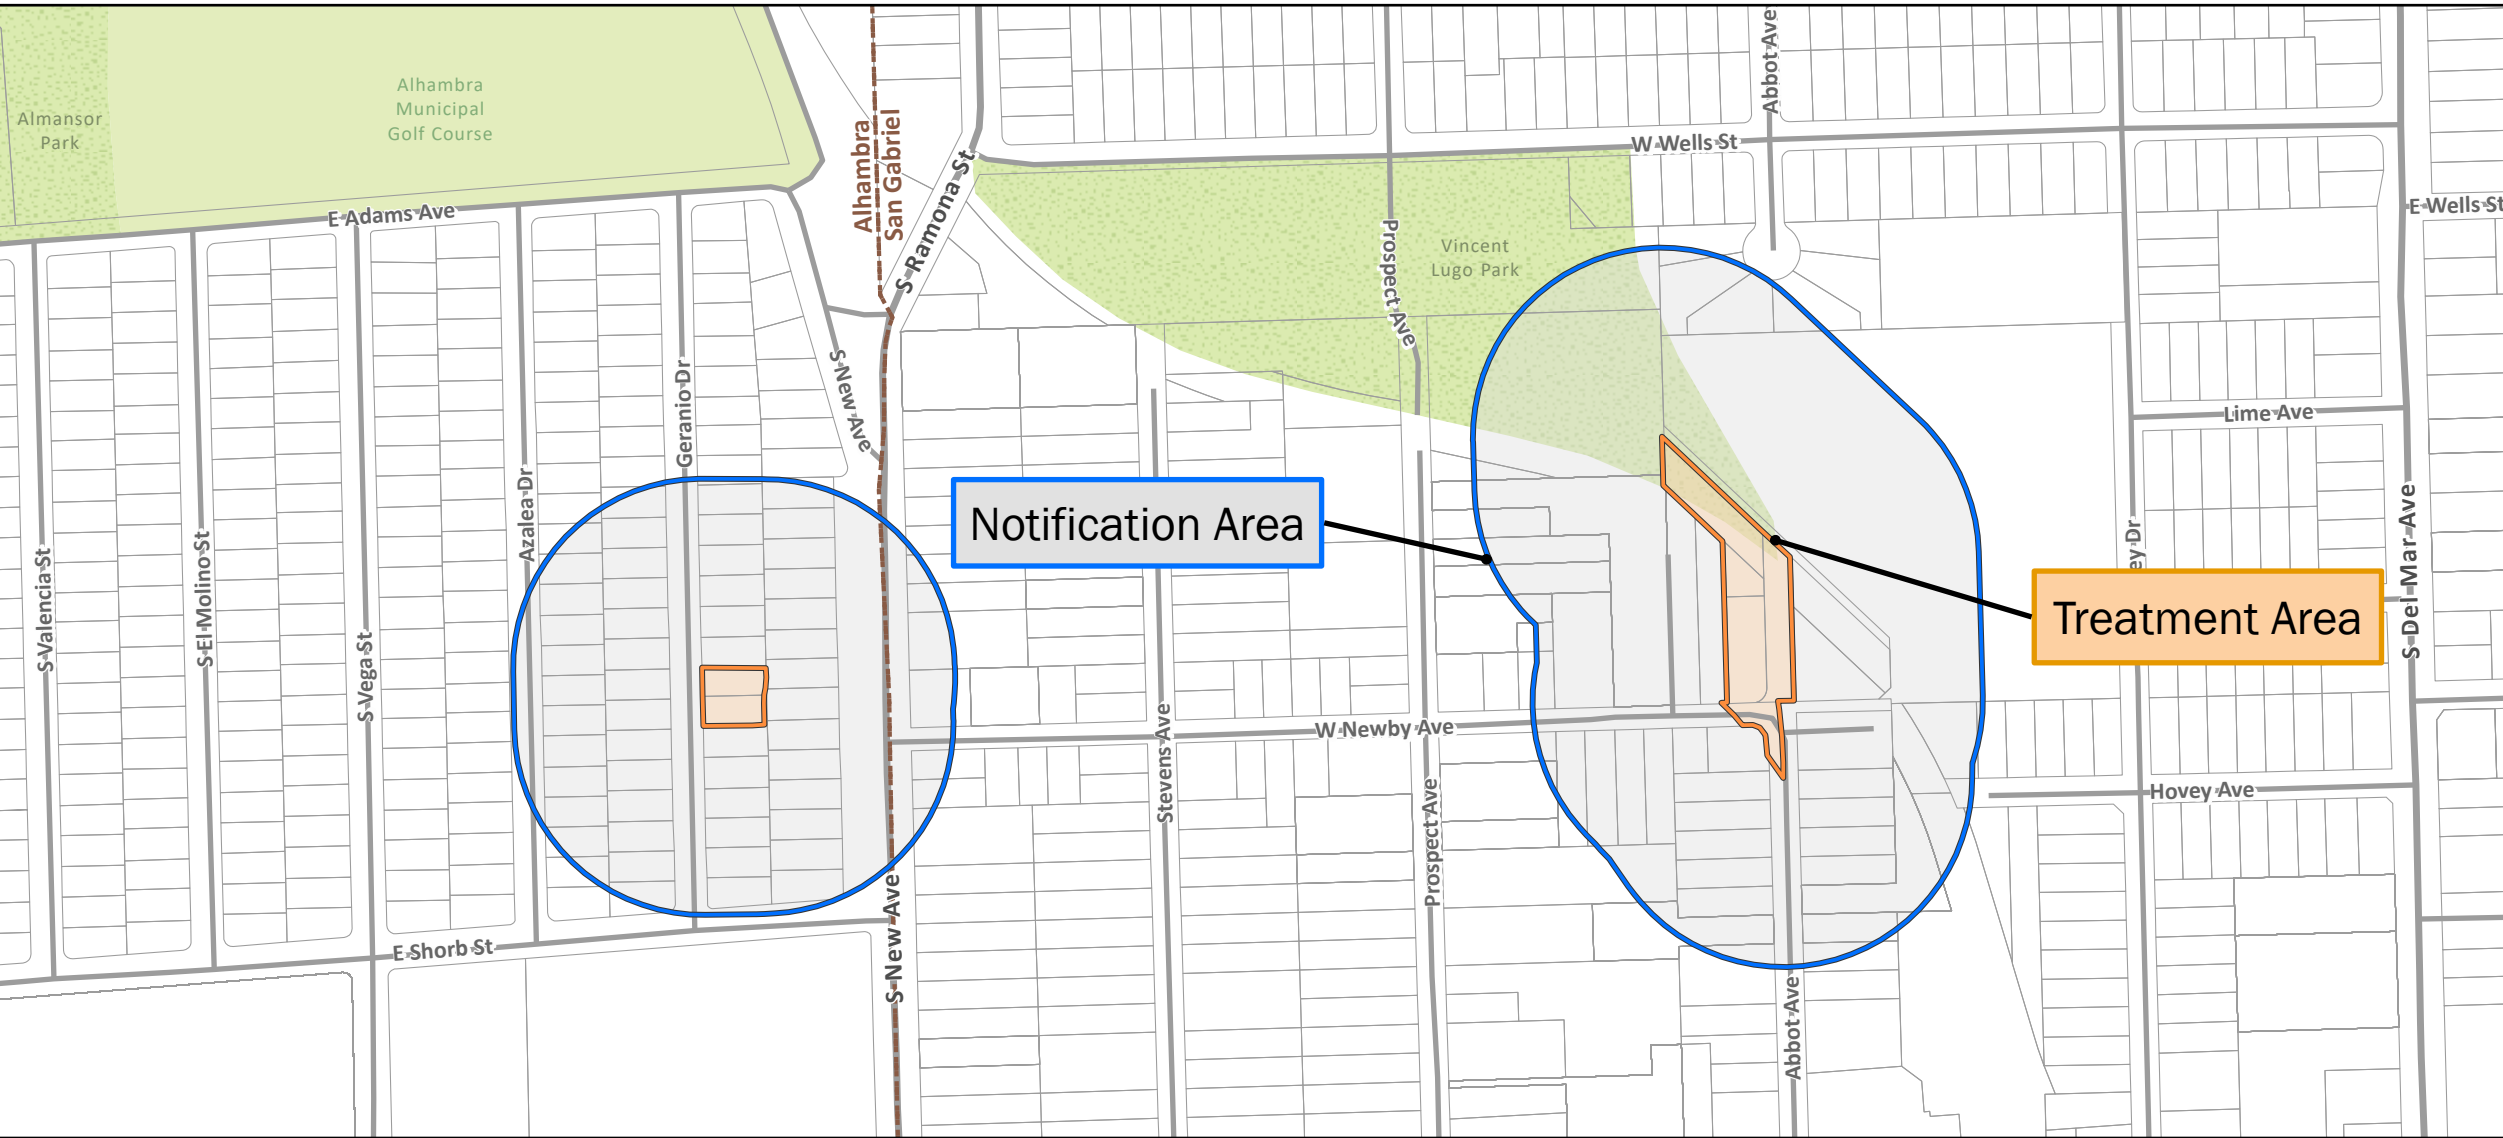 Abbot Ave
Alhambra
Municipal
Golf Course
Almansor
Park
Alhambra
San Gabriel
W Wells St
S Ramona St
E Adams Ave
E Wells St
Prospect Ave
Vincent
Lugo Park
S New Ave
Geranio Dr
Lime Ave
Azalea Dr
Notification Area
S Del Mar Ave
ey Dr
S Valencia St
S El Molino St
S Vega St
Treatment Area
Stevens Ave
W Newby Ave
Prospect Ave
Hovey Ave
E Shorb St
S New Ave
Abbot Ave